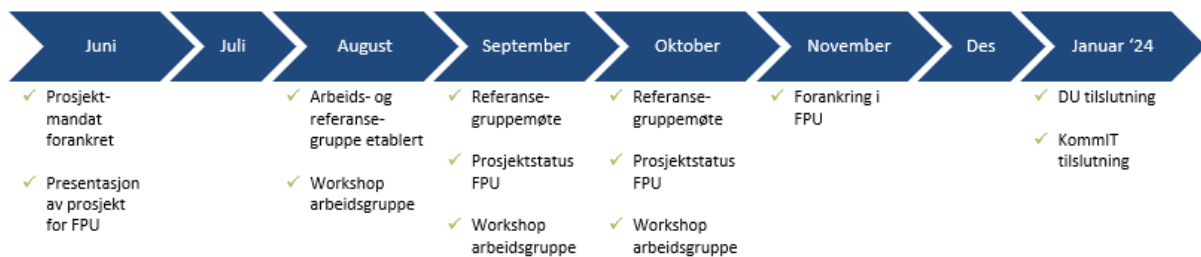 Juni
Juli
August
September
Oktober
November
Des
Januar ‘24
Prosjekt-
mandat
forankret
Presentasjon
av prosjekt
for FPU
Arbeids- og
referanse-
gruppe etablert
Workshop
arbeidsgruppe
Referanse-
gruppemøte
Prosjektstatus
FPU
Workshop
arbeidsgruppe
Referanse-
gruppemøte
Prosjektstatus
FPU
Workshop
arbeidsgruppe
Forankring i
FPU
DU tilslutning
KommIT
tilslutning